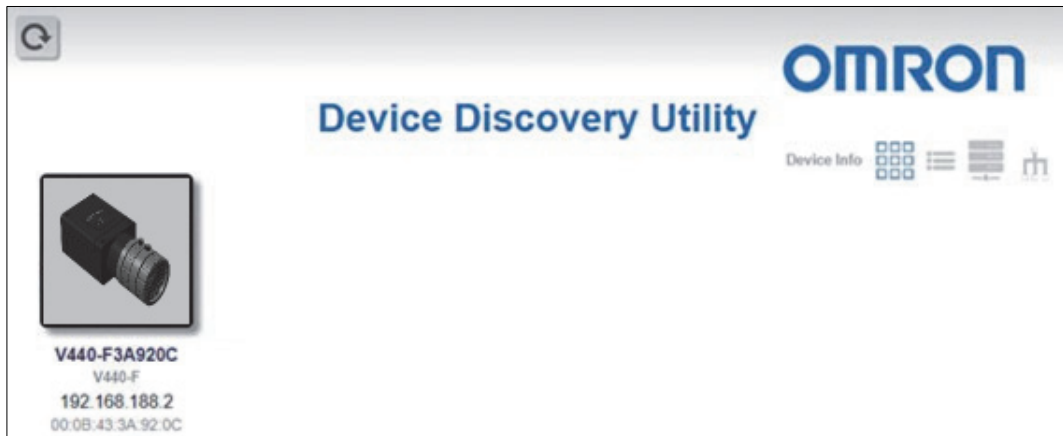 OMRON
Device Discovery Utility
Device Info
V440-F3A920C
V440-F
192.168.188.2
00:0B:43:3A:92:0C